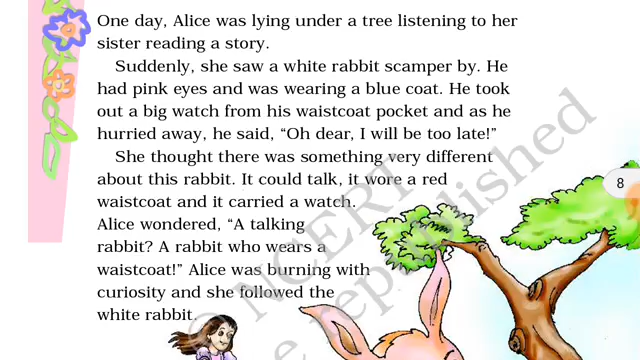 One day, Alice was lying under a tree listening to her
sister reading a story.
Suddenly, she saw a white rabbit scamper by. He
had pink eyes and was wearing a blue coat. He took
out a big watch from his waistcoat pocket and as he
hurried away, he said, “Oh dear, I will be too late!”
She thought there was something very different
about this rabbit. It could talk, it wore a red
waistcoat and it carried a watch.
Alice wondered, “A talking
rabbit? A rabbit who wears a
waistcoat!” Alice was burning with
curiosity and she followed the
white rabbit.
8
© NCERT
be republished